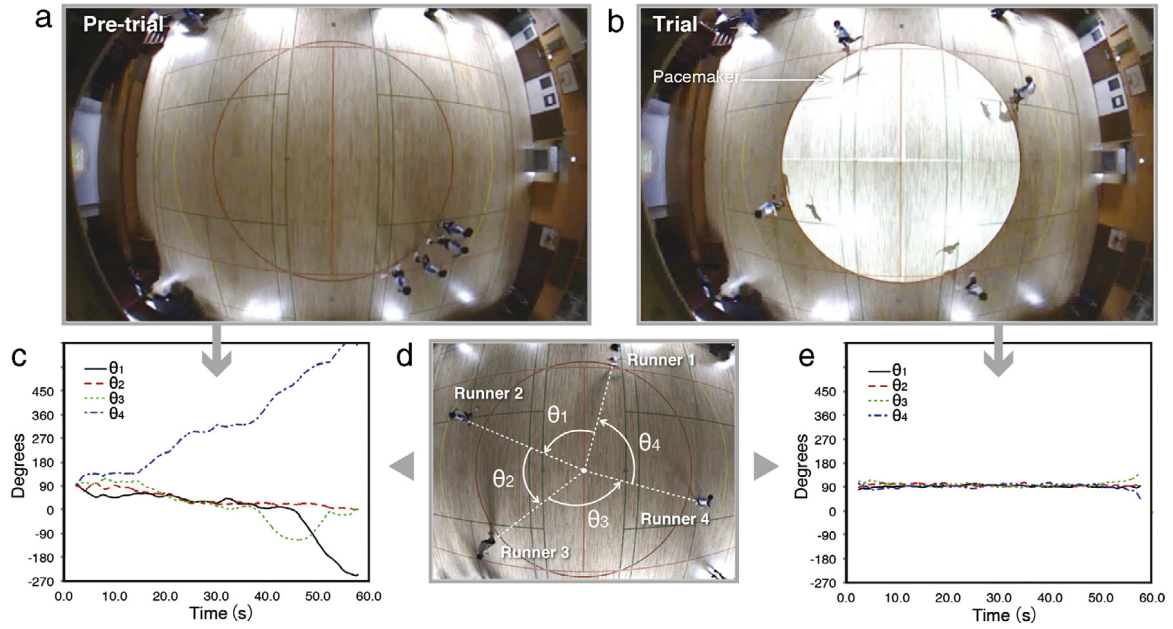 a
Pre-trial
b
Trial
Pacemaker
c
θ1
θ2
θ3
θ4
Degrees
450
360
270
180
90
0
-90
-180
-270
0.0 10.0 20.0 30.0 40.0 50.0 60.0
Time (s)
d
Runner 1
Runner 2
θ1
θ4
θ2
θ3
Runner 4
Runner 3
e
θ1
θ2
θ3
θ4
Degrees
450
360
270
180
90
0
-90
-180
-270
0.0 10.0 20.0 30.0 40.0 50.0 60.0
Time (s)